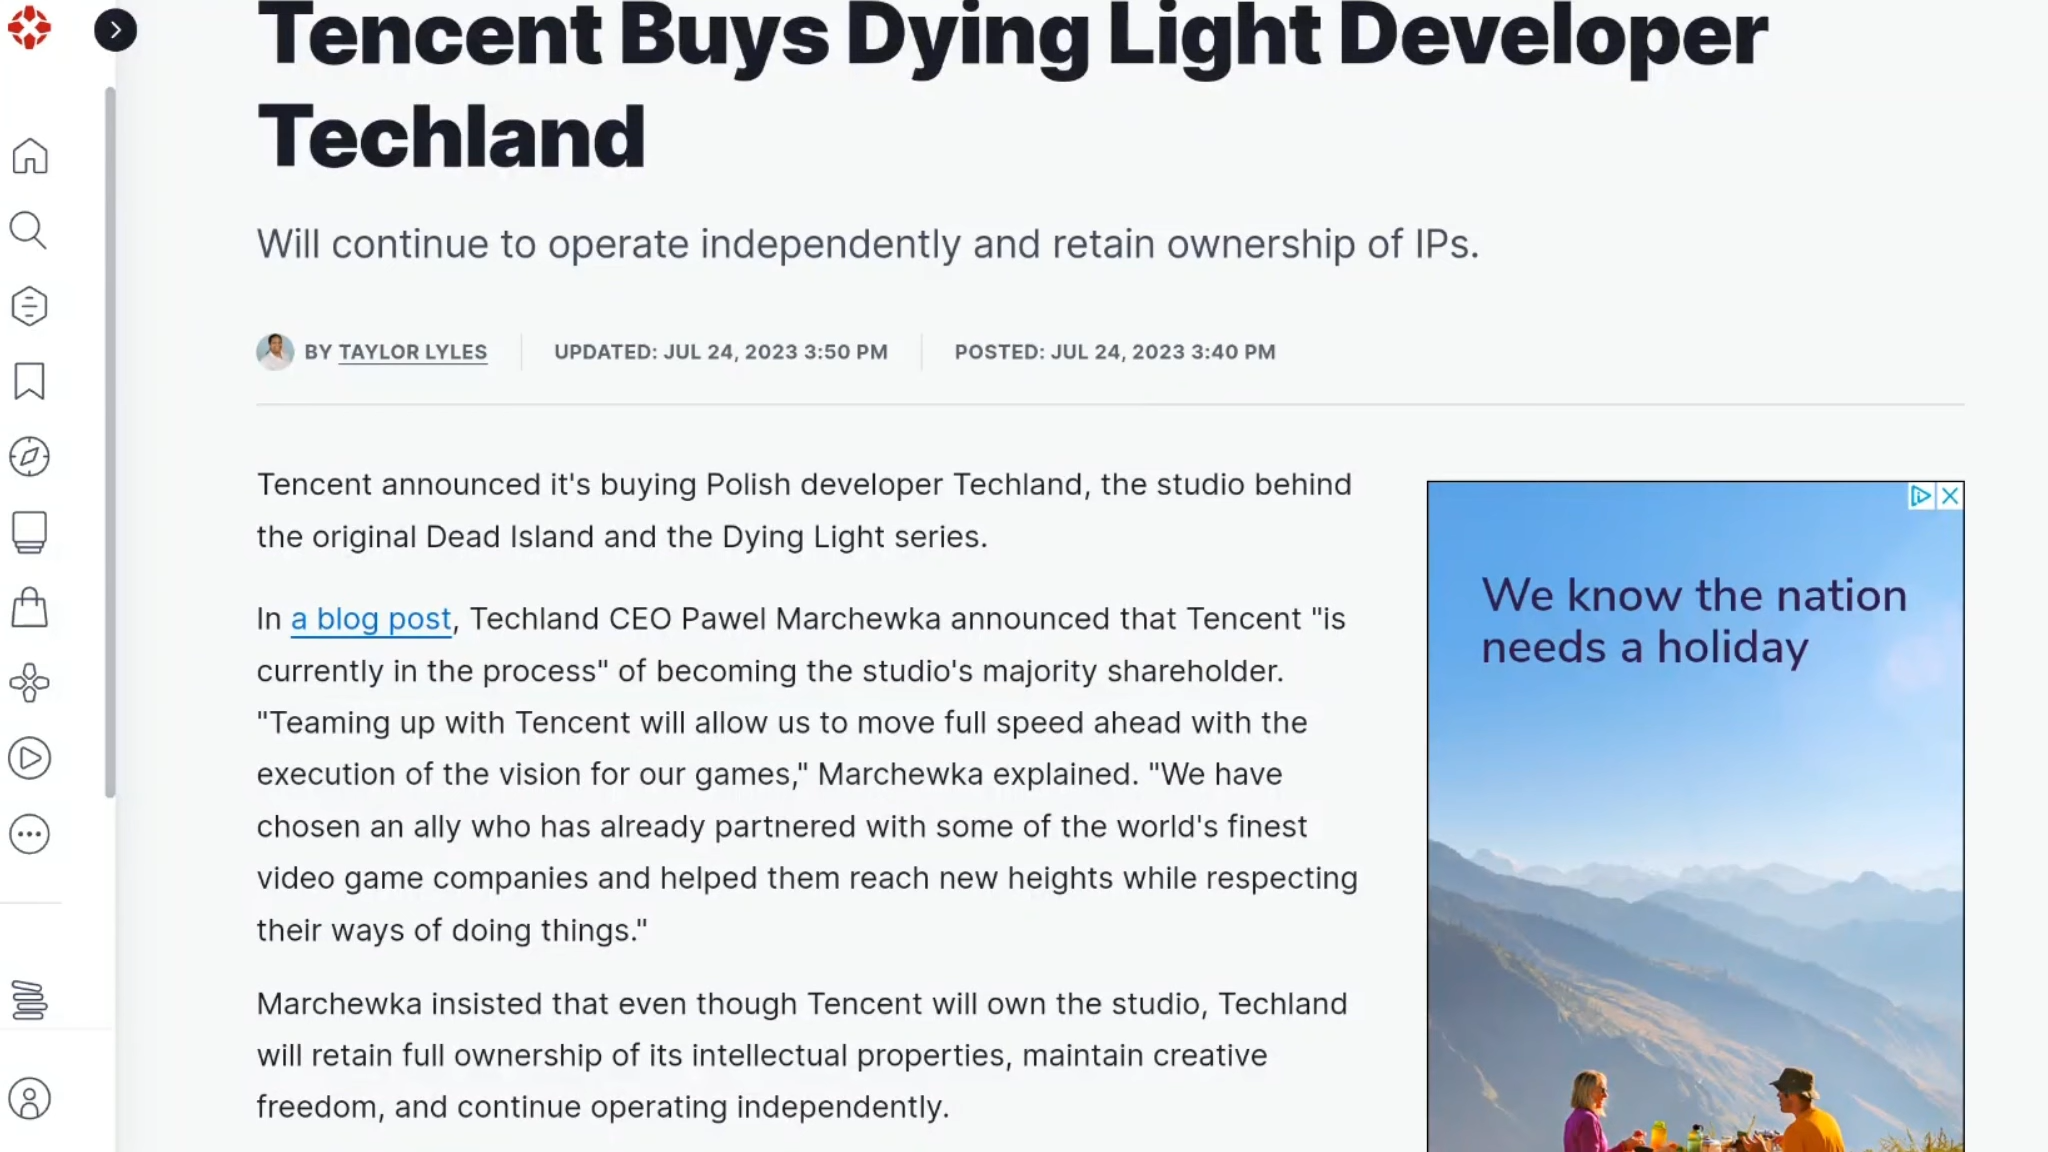 Tencent Buys Dying Light Developer
Techland
Will continue to operate independently and retain ownership of IPs.
BY TAYLOR LYLES
UPDATED: JUL 24, 2023 3:50 PM
POSTED: JUL 24, 2023 3:40 PM
Tencent announced it's buying Polish developer Techland, the studio behind
the original Dead Island and the Dying Light series.
In a blog post, Techland CEO Pawel Marchewka announced that Tencent "is
currently in the process" of becoming the studio's majority shareholder.
"Teaming up with Tencent will allow us to move full speed ahead with the
execution of the vision for our games," Marchewka explained. "We have
chosen an ally who has already partnered with some of the world's finest
video game companies and helped them reach new heights while respecting
their ways of doing things."
Marchewka insisted that even though Tencent will own the studio, Techland
will retain full ownership of its intellectual properties, maintain creative
freedom, and continue operating independently.
We know the nation
needs a holiday